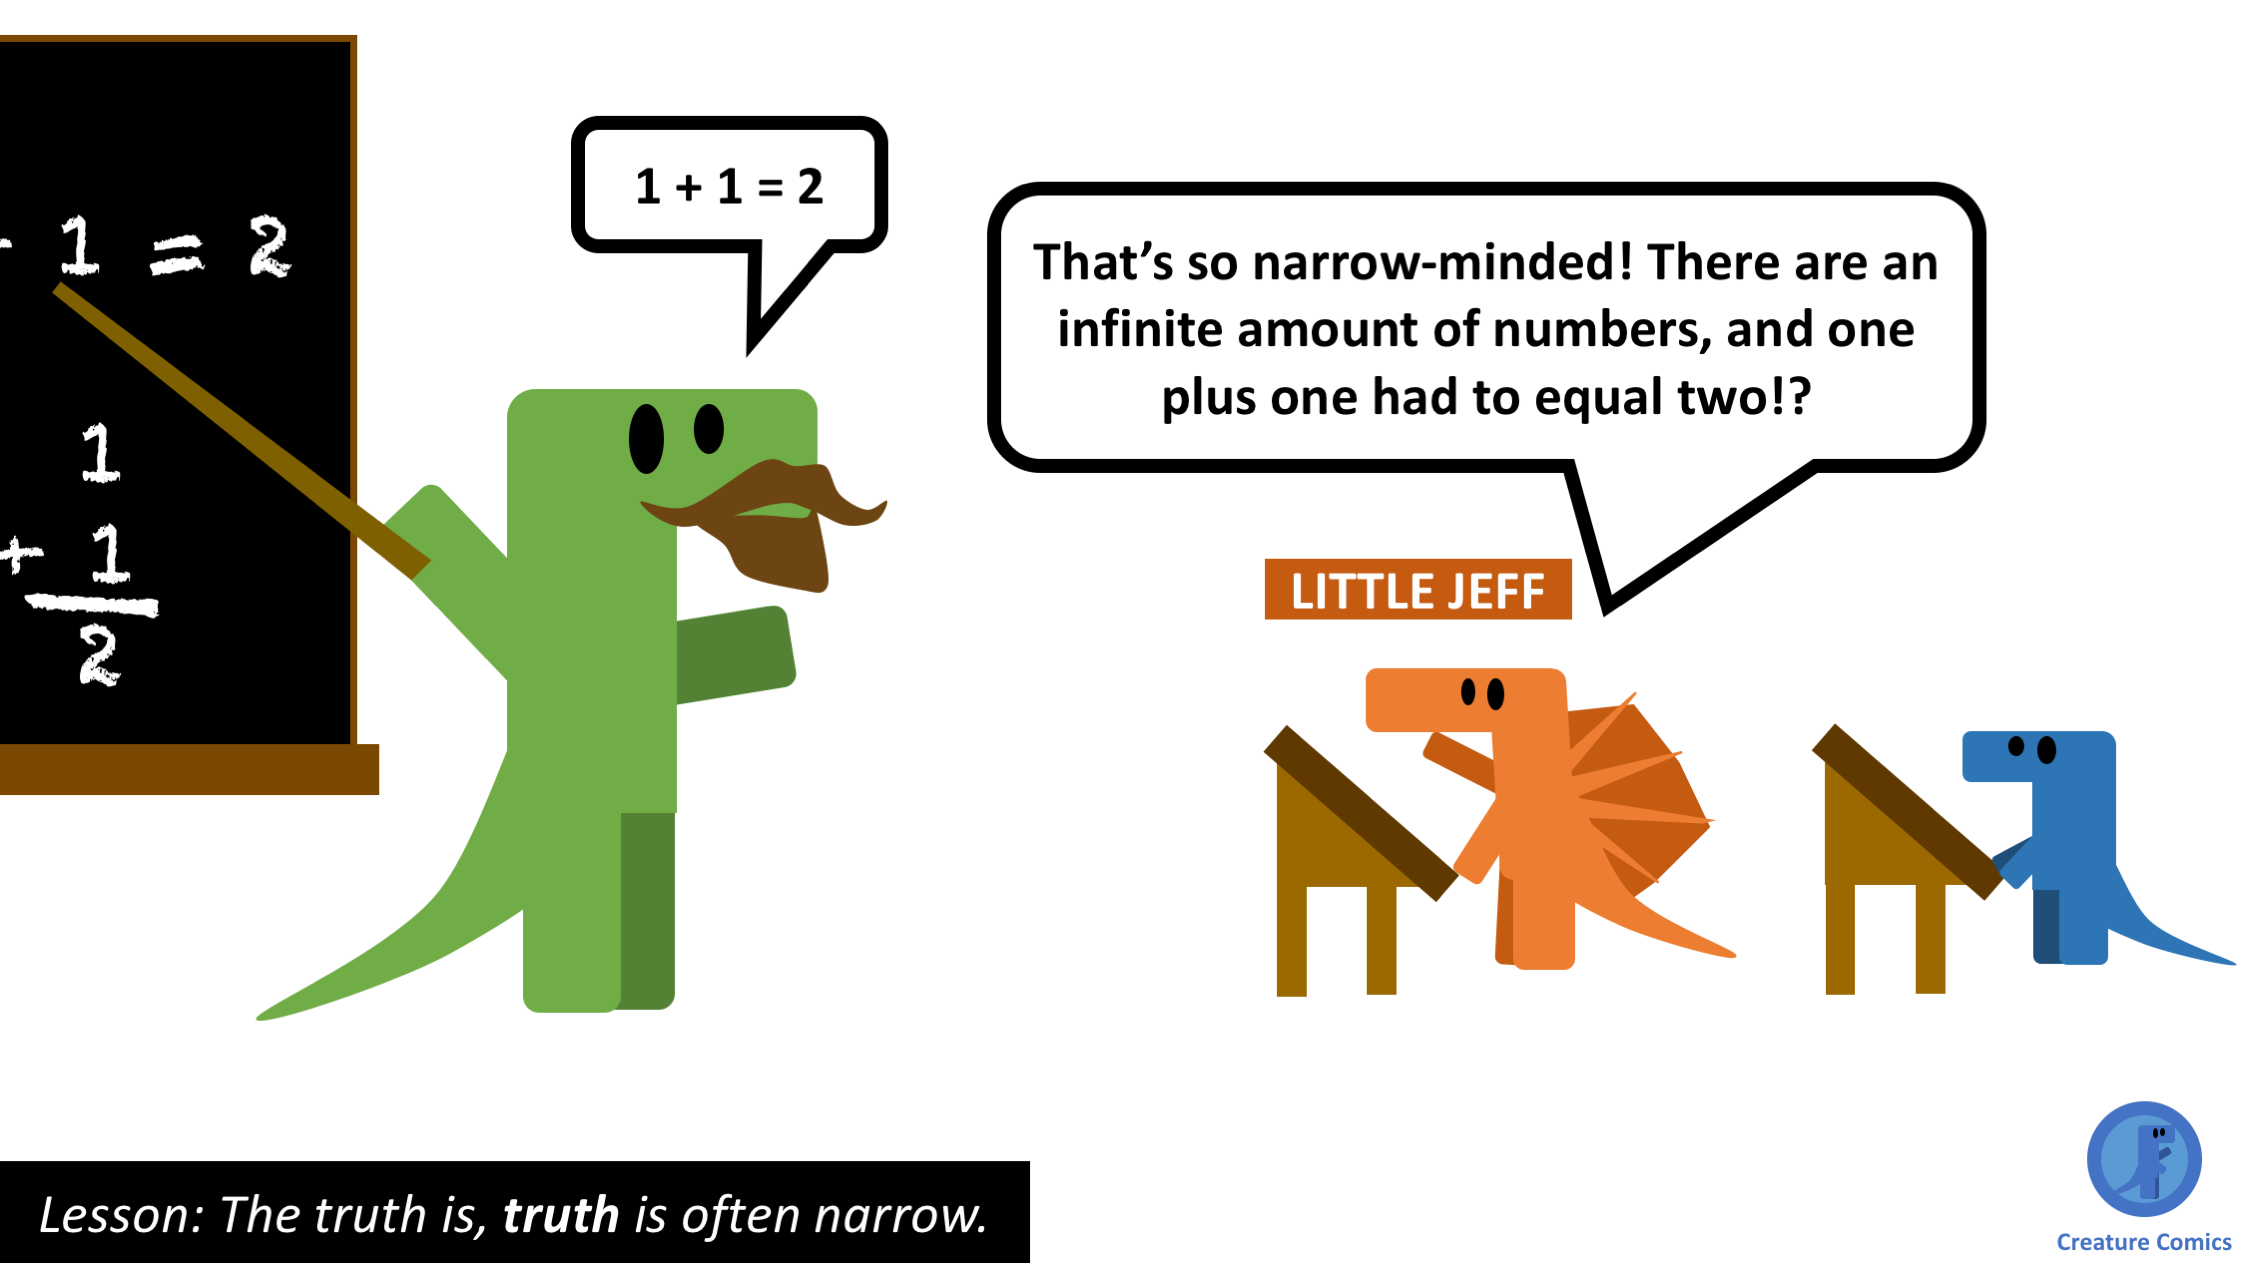 1 = 2
1
+ 1
2
1 + 1 = 2
That’s so narrow-minded! There are an
infinite amount of numbers, and one
plus one had to equal two!?
LITTLE JEFF
Lesson: The truth is, truth is often narrow.
Creature Comics